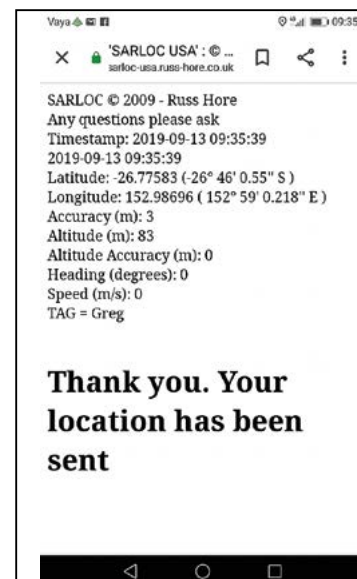 Vaya 09:35
'SARLOC USA' : © ...
sarloc-usa.russ-hore.co.uk
SARLOC © 2009 - Russ Hore
Any questions please ask
Timestamp: 2019-09-13 09:35:39
2019-09-13 09:35:39
Latitude: -26.77583 (-26° 46' 0.55" S )
Longitude: 152.98696 ( 152° 59' 0.218" E )
Accuracy (m): 3
Altitude (m): 83
Altitude Accuracy (m): 0
Heading (degrees): 0
Speed (m/s): 0
TAG = Greg
Thank you. Your
location has been
sent